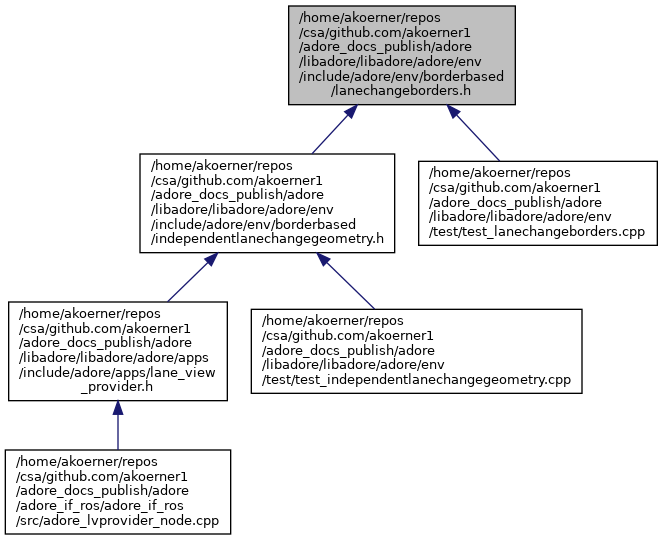 /home/akoerner/repos
/csa/github.com/akoerner1
/adore_docs_publish/adore
/libadore/libadore/adore/env
/include/adore/env/borderbased
/lanechangeborders.h
/home/akoerner/repos
/csa/github.com/akoerner1
/adore_docs_publish/adore
/libadore/libadore/adore/env
/include/adore/env/borderbased
/independentlanechangegeometry.h
/home/akoerner/repos
/csa/github.com/akoerner1
/adore_docs_publish/adore
/libadore/libadore/adore/env
/test/test_lanechangeborders.cpp
/home/akoerner/repos
/csa/github.com/akoerner1
/adore_docs_publish/adore
/libadore/libadore/adore/apps
/include/adore/apps/lane_view
_provider.h
/home/akoerner/repos
/csa/github.com/akoerner1
/adore_docs_publish/adore
/libadore/libadore/adore/env
/test/test_independentlanechangegeometry.cpp
/home/akoerner/repos
/csa/github.com/akoerner1
/adore_docs_publish/adore
/adore_if_ros/adore_if_ros
/src/adore_lvprovider_node.cpp